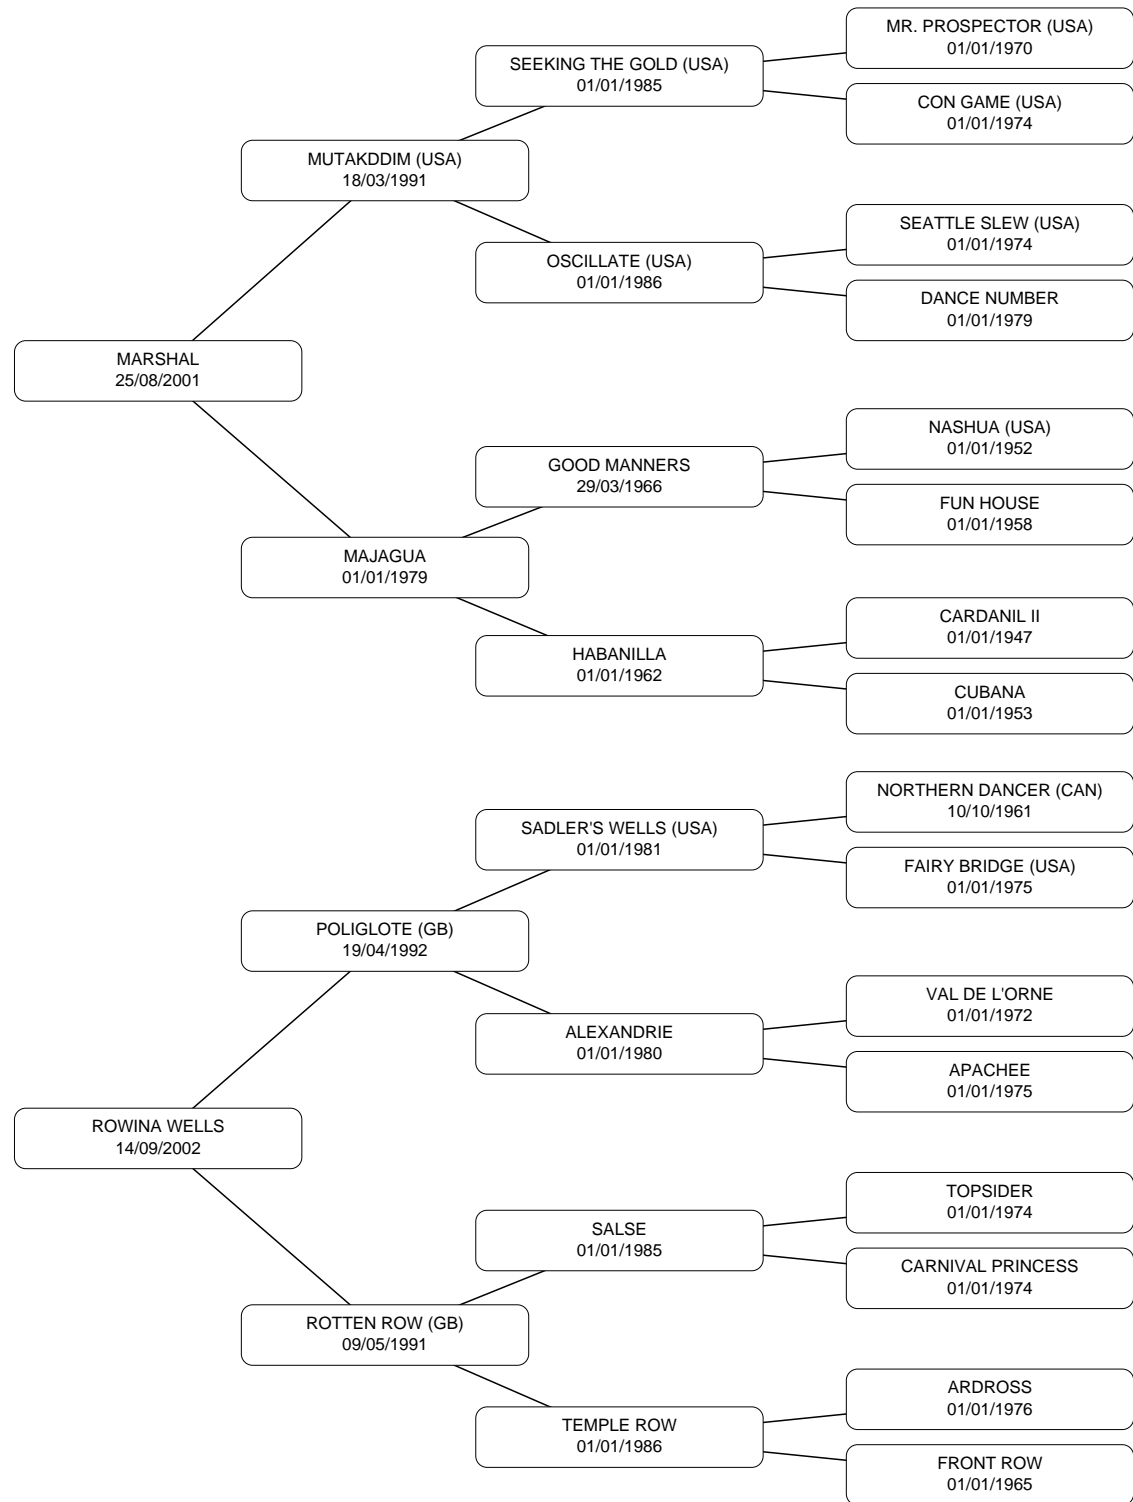 MR. PROSPECTOR (USA)
01/01/1970
SEEKING THE GOLD (USA)
01/01/1985
CON GAME (USA)
01/01/1974
MUTAKDDIM (USA)
18/03/1991
SEATTLE SLEW (USA)
01/01/1974
OSCILLATE (USA)
01/01/1986
DANCE NUMBER
01/01/1979
MARSHAL
25/08/2001
NASHUA (USA)
01/01/1952
GOOD MANNERS
29/03/1966
FUN HOUSE
01/01/1958
MAJAGUA
01/01/1979
CARDANIL II
01/01/1947
HABANILLA
01/01/1962
CUBANA
01/01/1953
NORTHERN DANCER (CAN)
10/10/1961
SADLER'S WELLS (USA)
01/01/1981
FAIRY BRIDGE (USA)
01/01/1975
POLIGLOTE (GB)
19/04/1992
VAL DE L'ORNE
01/01/1972
ALEXANDRIE
01/01/1980
APACHEE
01/01/1975
ROWINA WELLS
14/09/2002
TOPSIDER
01/01/1974
SALSE
01/01/1985
CARNIVAL PRINCESS
01/01/1974
ROTTEN ROW (GB)
09/05/1991
ARDROSS
01/01/1976
TEMPLE ROW
01/01/1986
FRONT ROW
01/01/1965